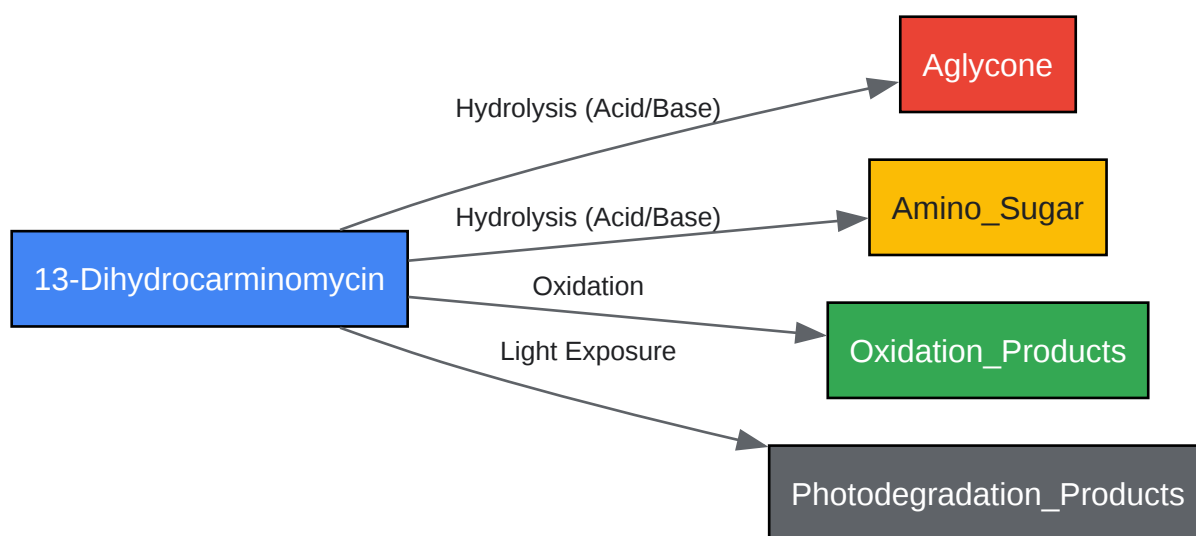 Aglycone
Hydrolysis (Acid/Base)
Amino_Sugar
Hydrolysis (Acid/Base)
13-Dihydrocarminomycin
Oxidation
Oxidation_Products
Light Exposure
Photodegradation_Products